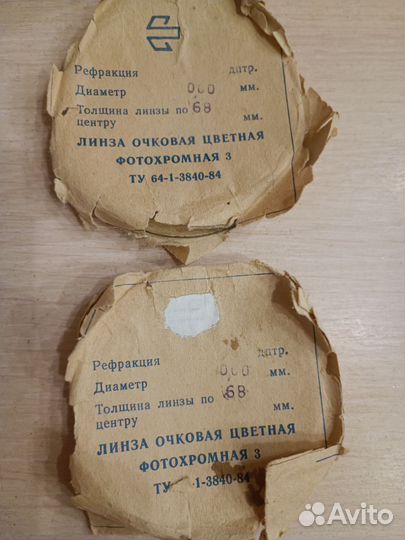 Рефракция дптр.
Диаметр 000 мм.
Толщина линзы по 68
центру мм.
ЛИНЗА ОЧКОВАЯ ЦВЕТНАЯ
ФОТОХРОМНАЯ 3
ТУ 64-1-3840-84
Рефракция дптр.
Диаметр 000 мм.
Толщина линзы по 68
центру мм.
ЛИНЗА ОЧКОВАЯ ЦВЕТНАЯ
ФОТОХРОМНАЯ 3
ТУ -1-3840-84
Avito